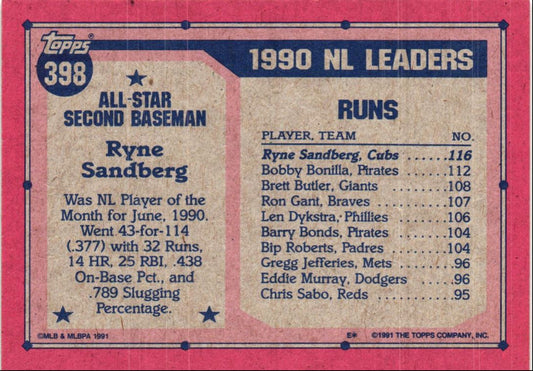 Topps®
398
ALL-STAR
SECOND BASEMAN
Ryne
Sandberg
Was NL Player of the
Month for June, 1990.
Went 43-for-114
(.377) with 32 Runs,
14 HR, 25 RBI, .438
On-Base Pct., and
.789 Slugging
Percentage.
©MLB & MLBPA 1991
1990 NL LEADERS
RUNS
PLAYER, TEAM NO.
Ryne Sandberg, Cubs .......116
Bobby Bonilla, Pirates ......112
Brett Butler, Giants ..........108
Ron Gant, Braves ............107
Len Dykstra, Phillies ........106
Barry Bonds, Pirates ........104
Bip Roberts, Padres .........104
Gregg Jefferies, Mets ........96
Eddie Murray, Dodgers .....96
Chris Sabo, Reds .............95
E* ©1991 THE TOPPS COMPANY, INC.